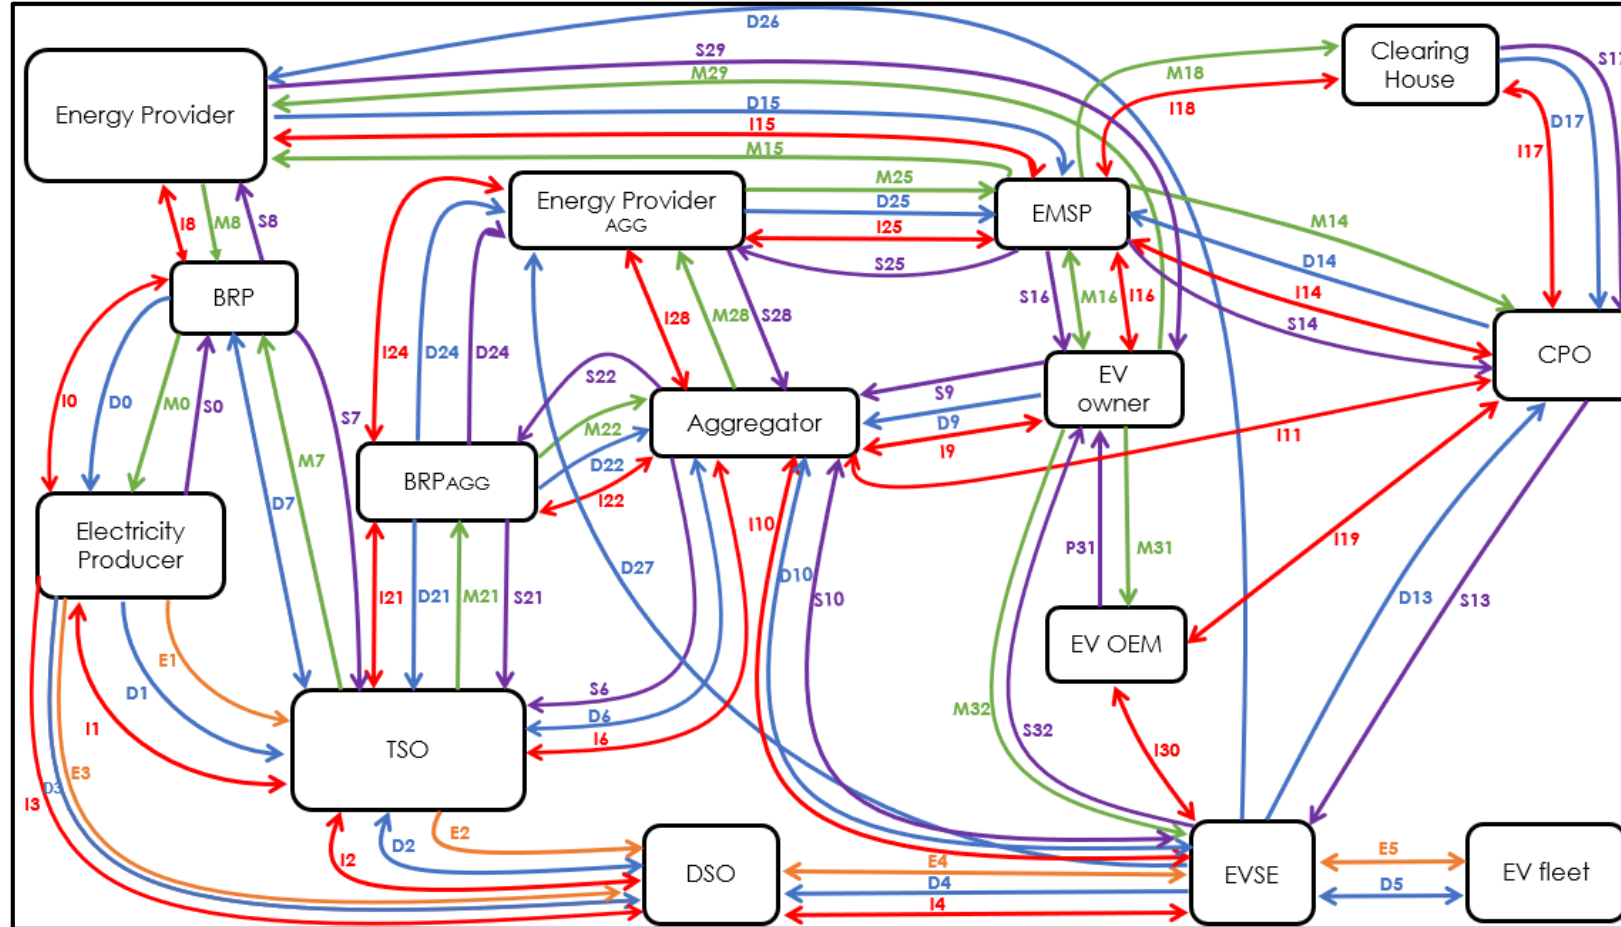 D26
S29
M29
D15
I15
M15
M18
I18
Clearing
House
S17
D17
I17
Energy Provider
I8
M8
S8
Energy Provider
AGG
M25
D25
I25
S25
EMSP
M14
D14
I14
S14
BRP
I0
D0
M0
S0
S7
D7
M7
I24
D24
D24
S22
I28
M28
S28
S16
M16
I16
CPO
EV
owner
S9
D9
I9
Aggregator
M22
D22
I22
BRPAGG
I11
Electricity
Producer
I21
D21
M21
S21
D27
I10
D10
S10
P31
M31
I19
D13
S13
EV OEM
E1
D1
I1
S6
D6
I6
TSO
M32
S32
I30
I3
D3
E3
I2
D2
E2
DSO
E4
D4
I4
EVSE
E5
D5
EV fleet